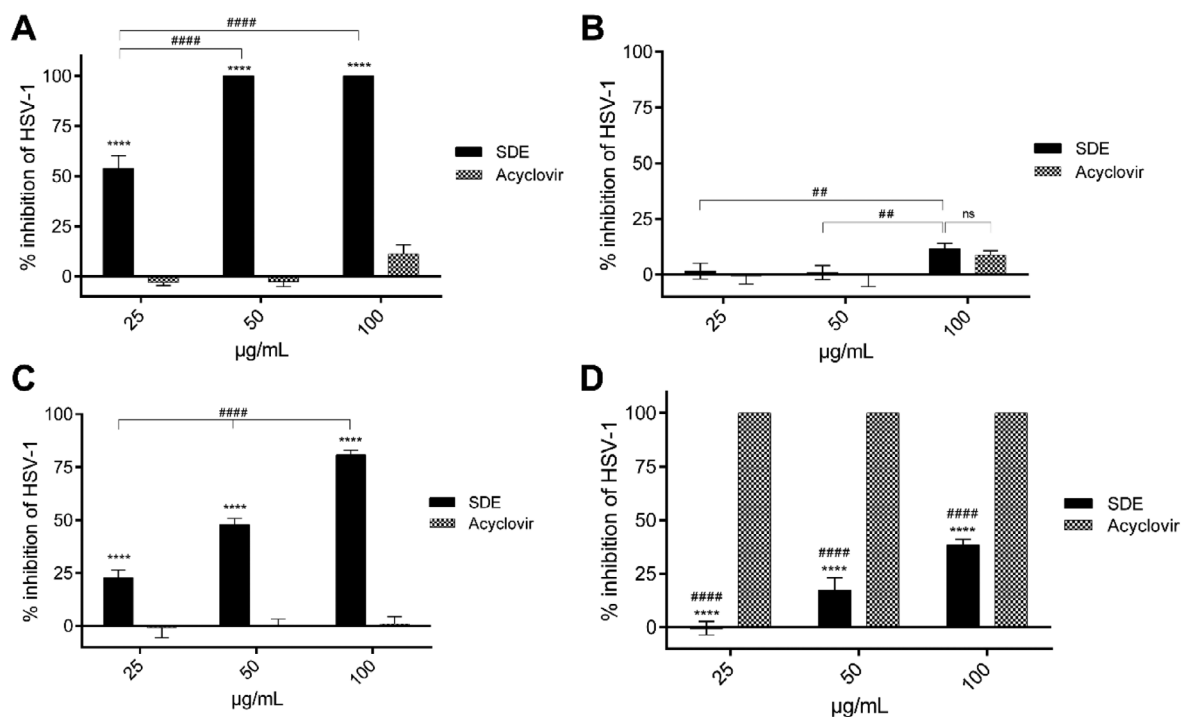 A
####
####
**** **** ****
100
75
50
25
0
% inhibition of HSV-1
25 50 100
µg/mL
SDE
Acyclovir
B
100
75
50
25
0
% inhibition of HSV-1
##
##
ns
25 50 100
µg/mL
SDE
Acyclovir
C
####
****
****
****
100
75
50
25
0
% inhibition of HSV-1
25 50 100
µg/mL
SDE
Acyclovir
D
100
75
50
25
0
% inhibition of HSV-1
####
****
####
****
####
****
25 50 100
µg/mL
SDE
Acyclovir